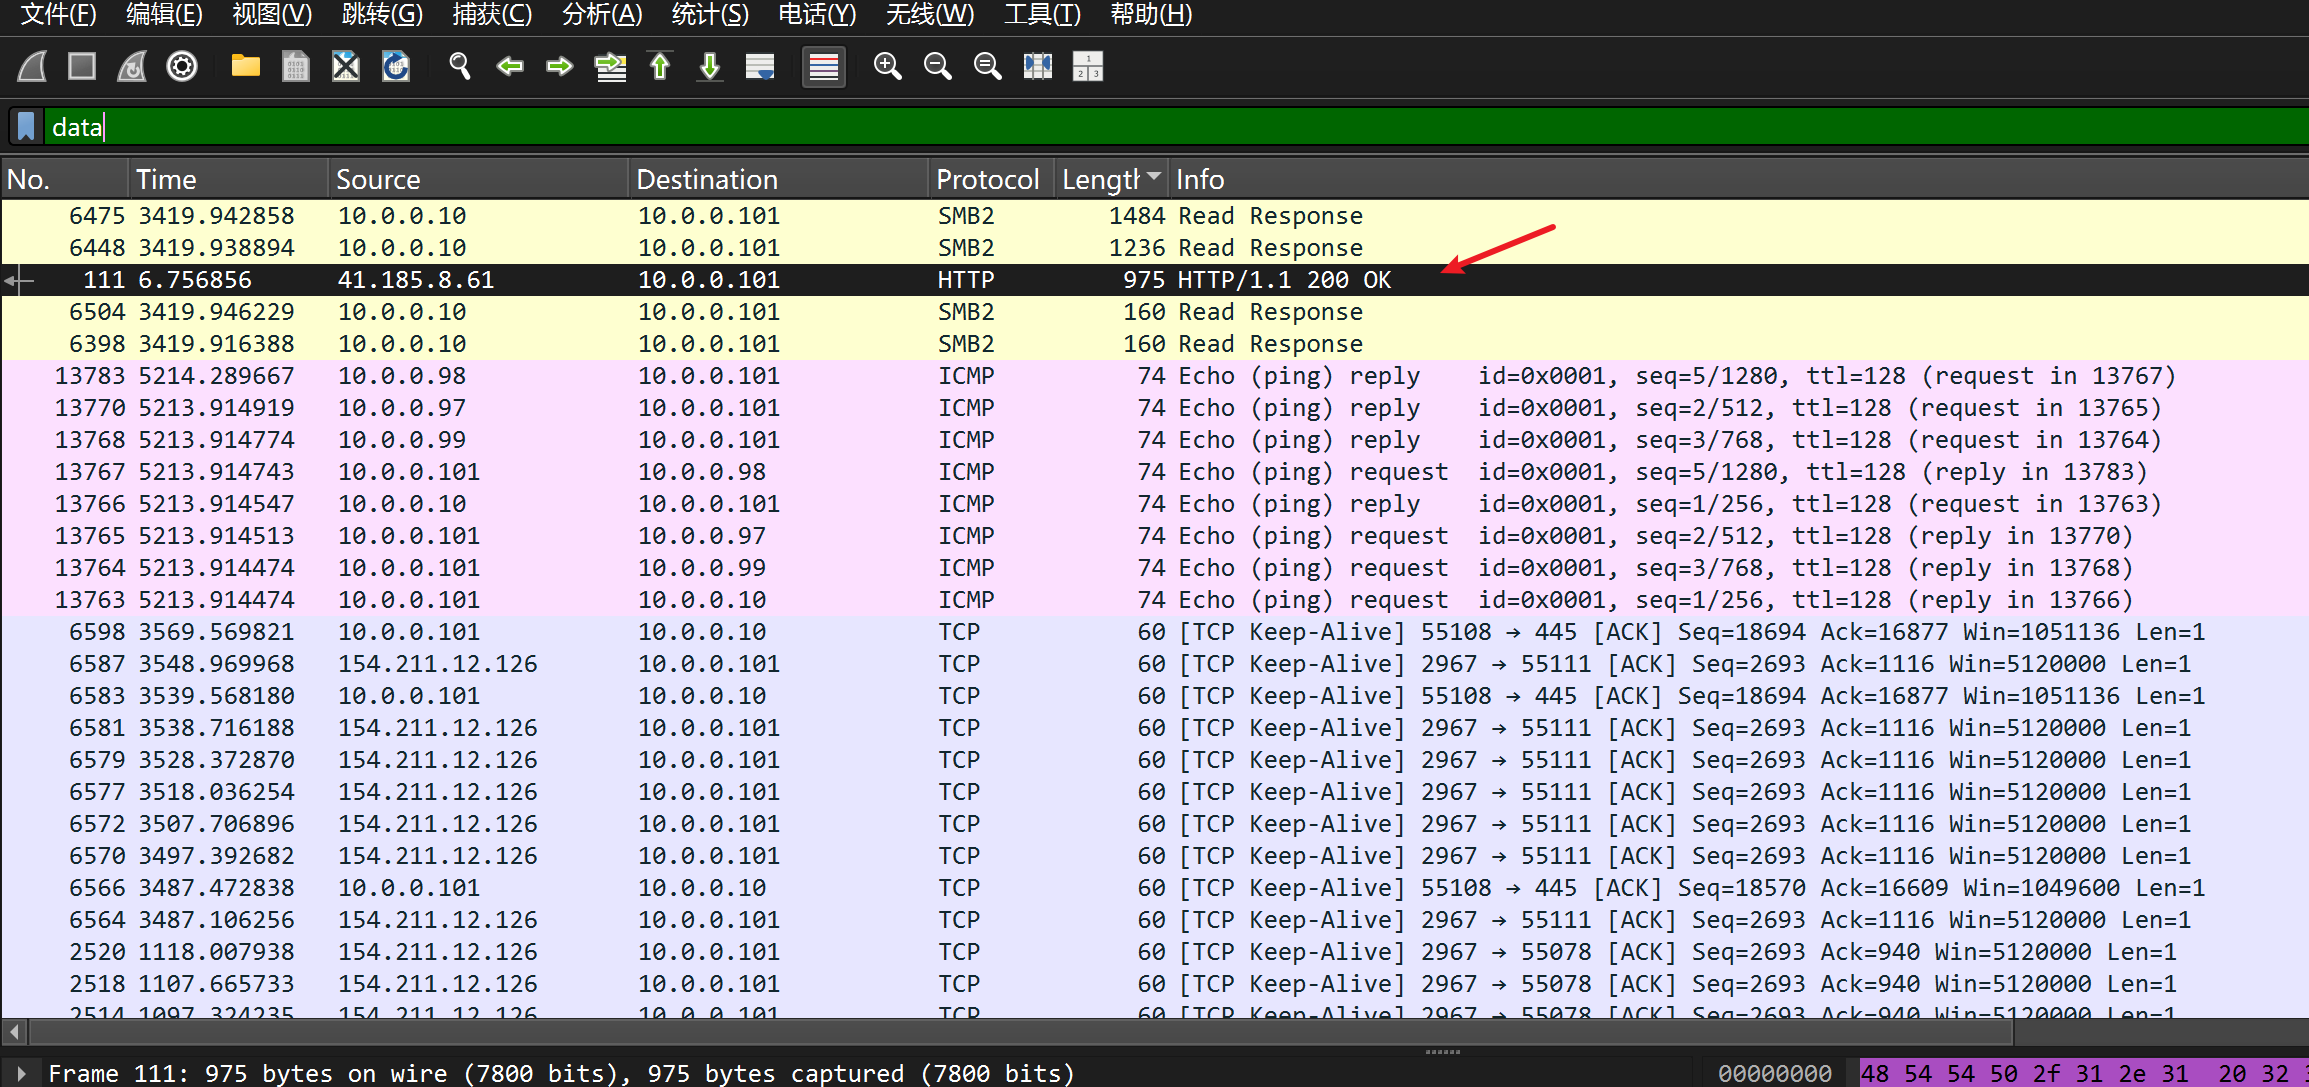 文件(F) 编辑(E) 视图(V) 跳转(G) 捕获(C) 分析(A) 统计(S) 电话(Y) 无线(W) 工具(T) 帮助(H)
data
No. Time Source Destination Protocol Length Info
6475 3419.942858 10.0.0.10 10.0.0.101 SMB2 1484 Read Response
6448 3419.938894 10.0.0.10 10.0.0.101 SMB2 1236 Read Response
111 6.756856 41.185.8.61 10.0.0.101 HTTP 975 HTTP/1.1 200 OK
6504 3419.946229 10.0.0.10 10.0.0.101 SMB2 160 Read Response
6398 3419.916388 10.0.0.10 10.0.0.101 SMB2 160 Read Response
13783 5214.289667 10.0.0.98 10.0.0.101 ICMP 74 Echo (ping) reply id=0x0001, seq=5/1280, ttl=128 (request in 13767)
13770 5213.914919 10.0.0.97 10.0.0.101 ICMP 74 Echo (ping) reply id=0x0001, seq=2/512, ttl=128 (request in 13765)
13768 5213.914774 10.0.0.99 10.0.0.101 ICMP 74 Echo (ping) reply id=0x0001, seq=3/768, ttl=128 (request in 13764)
13767 5213.914743 10.0.0.101 10.0.0.98 ICMP 74 Echo (ping) request id=0x0001, seq=5/1280, ttl=128 (reply in 13783)
13766 5213.914547 10.0.0.10 10.0.0.101 ICMP 74 Echo (ping) reply id=0x0001, seq=1/256, ttl=128 (request in 13763)
13765 5213.914513 10.0.0.101 10.0.0.97 ICMP 74 Echo (ping) request id=0x0001, seq=2/512, ttl=128 (reply in 13770)
13764 5213.914474 10.0.0.101 10.0.0.99 ICMP 74 Echo (ping) request id=0x0001, seq=3/768, ttl=128 (reply in 13768)
13763 5213.914474 10.0.0.101 10.0.0.10 ICMP 74 Echo (ping) request id=0x0001, seq=1/256, ttl=128 (reply in 13766)
6598 3569.569821 10.0.0.101 10.0.0.10 TCP 60 [TCP Keep-Alive] 55108 → 445 [ACK] Seq=18694 Ack=16877 Win=1051136 Len=1
6587 3548.969968 154.211.12.126 10.0.0.101 TCP 60 [TCP Keep-Alive] 2967 → 55111 [ACK] Seq=2693 Ack=1116 Win=5120000 Len=1
6583 3539.568180 10.0.0.101 10.0.0.10 TCP 60 [TCP Keep-Alive] 55108 → 445 [ACK] Seq=18694 Ack=16877 Win=1051136 Len=1
6581 3538.716188 154.211.12.126 10.0.0.101 TCP 60 [TCP Keep-Alive] 2967 → 55111 [ACK] Seq=2693 Ack=1116 Win=5120000 Len=1
6579 3528.372870 154.211.12.126 10.0.0.101 TCP 60 [TCP Keep-Alive] 2967 → 55111 [ACK] Seq=2693 Ack=1116 Win=5120000 Len=1
6577 3518.036254 154.211.12.126 10.0.0.101 TCP 60 [TCP Keep-Alive] 2967 → 55111 [ACK] Seq=2693 Ack=1116 Win=5120000 Len=1
6572 3507.706896 154.211.12.126 10.0.0.101 TCP 60 [TCP Keep-Alive] 2967 → 55111 [ACK] Seq=2693 Ack=1116 Win=5120000 Len=1
6570 3497.392682 154.211.12.126 10.0.0.101 TCP 60 [TCP Keep-Alive] 2967 → 55111 [ACK] Seq=2693 Ack=1116 Win=5120000 Len=1
6566 3487.472838 10.0.0.101 10.0.0.10 TCP 60 [TCP Keep-Alive] 55108 → 445 [ACK] Seq=18570 Ack=16609 Win=1049600 Len=1
6564 3487.106256 154.211.12.126 10.0.0.101 TCP 60 [TCP Keep-Alive] 2967 → 55111 [ACK] Seq=2693 Ack=1116 Win=5120000 Len=1
2520 1118.007938 154.211.12.126 10.0.0.101 TCP 60 [TCP Keep-Alive] 2967 → 55078 [ACK] Seq=2693 Ack=940 Win=5120000 Len=1
2518 1107.665733 154.211.12.126 10.0.0.101 TCP 60 [TCP Keep-Alive] 2967 → 55078 [ACK] Seq=2693 Ack=940 Win=5120000 Len=1
2514 1097.324235 154.211.12.126 10.0.0.101 TCP 60 [TCP Keep-Alive] 2967 → 55078 [ACK] Seq=2693 Ack=940 Win=5120000 Len=1
Frame 111: 975 bytes on wire (7800 bits), 975 bytes captured (7800 bits)
00000000 48 54 54 50 2f 31 2e 31 20 32